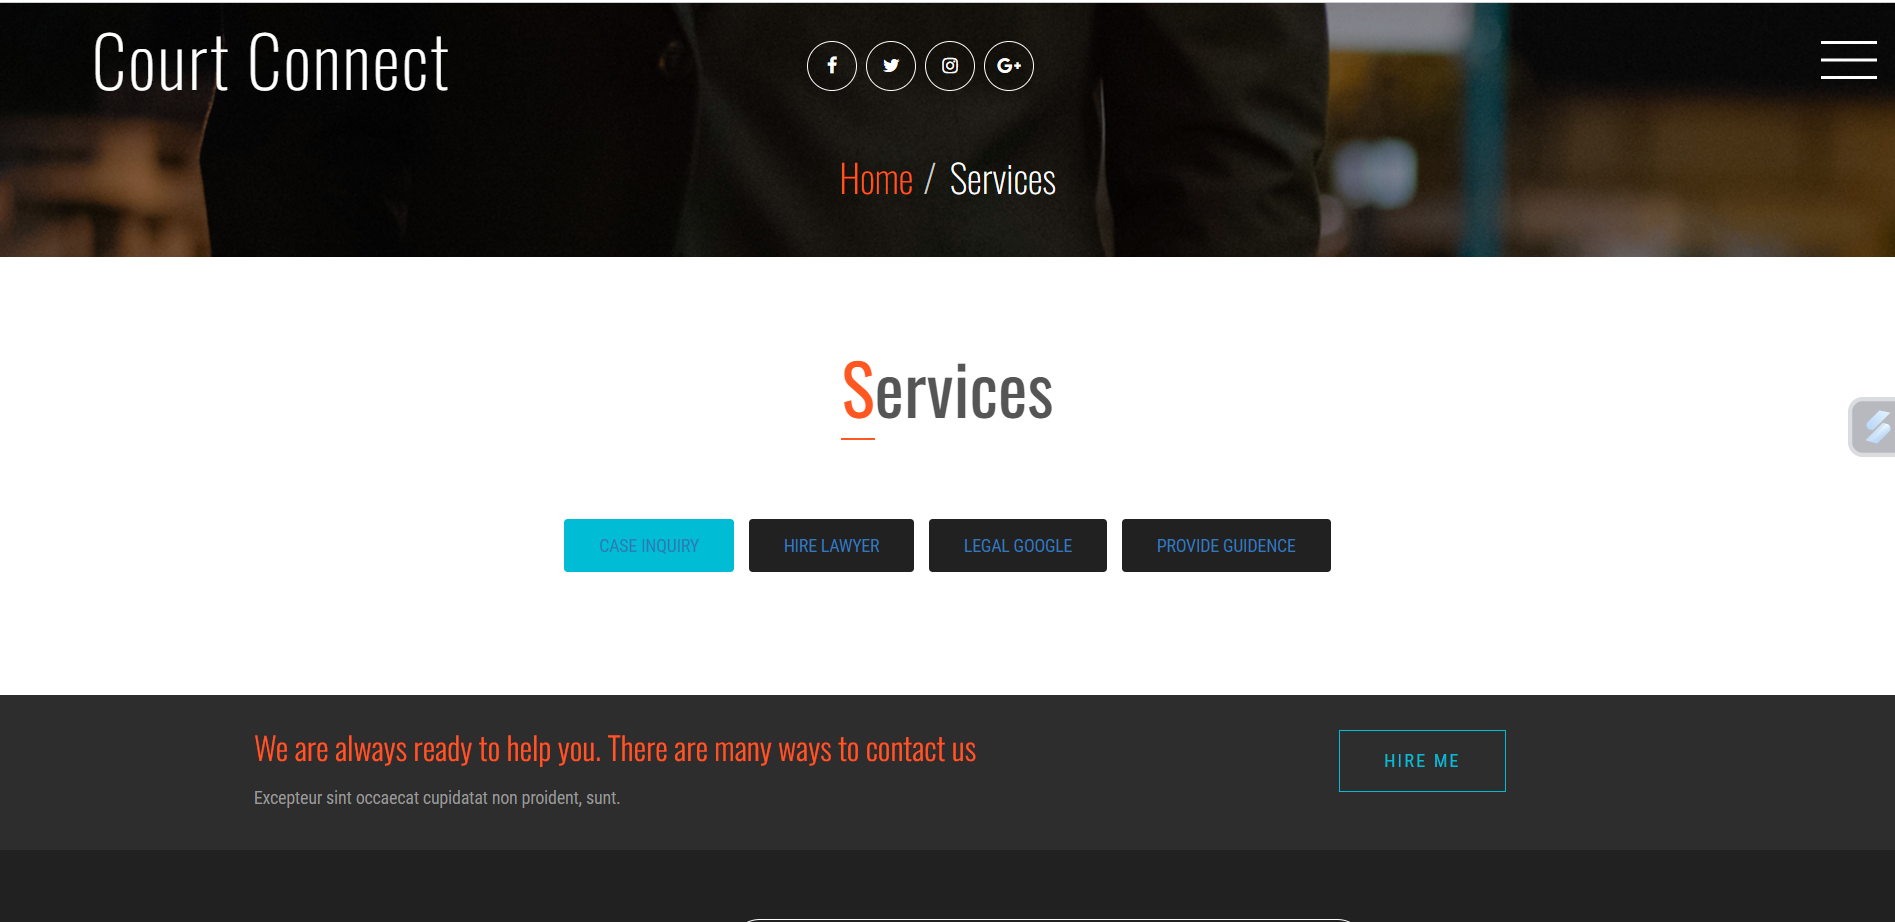 Court Connect
Home / Services
Services
CASE INQUIRY
HIRE LAWYER
LEGAL GOOGLE
PROVIDE GUIDENCE
We are always ready to help you. There are many ways to contact us
HIRE ME
Excepteur sint occaecat cupidatat non proident, sunt.